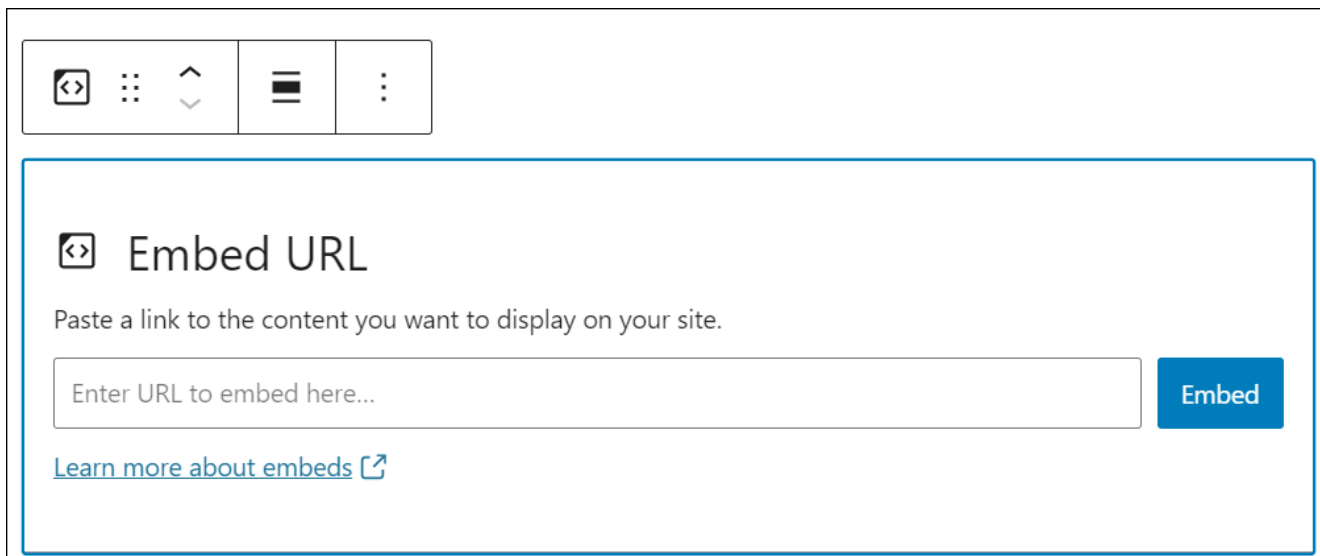 Embed URL
Paste a link to the content you want to display on your site.
Enter URL to embed here...
Embed
Learn more about embeds